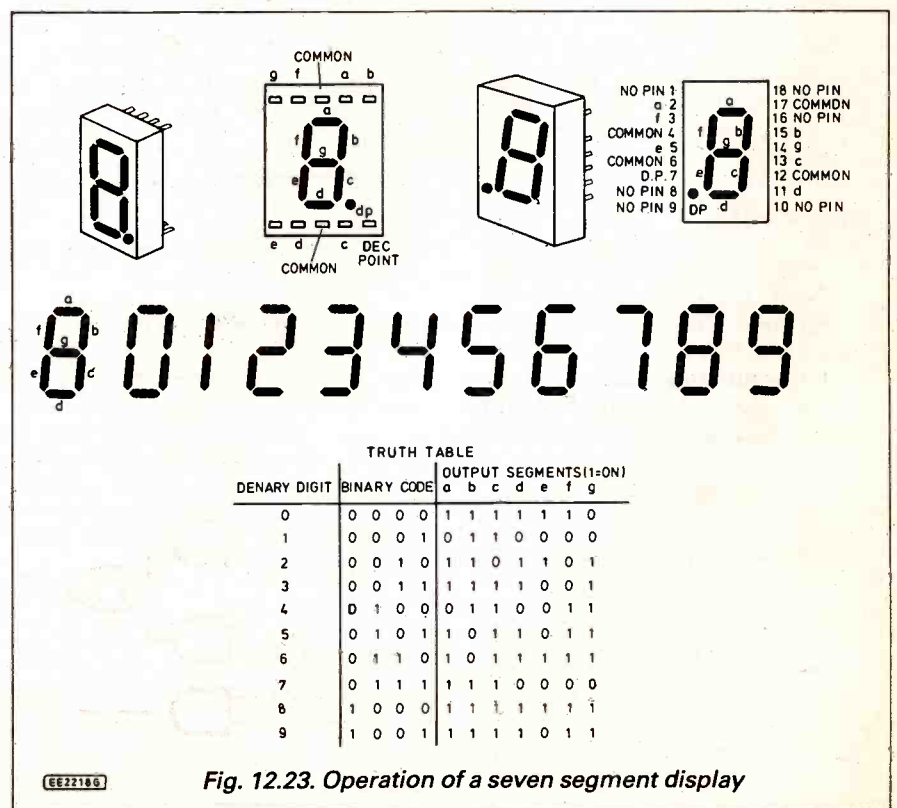 COMMON
g f a b
a
f b
g
e c
d dp
e d c DEC
POINT
COMMON
NO PIN 1
a 2
f 3
COMMON 4
e 5
COMMON 6
D.P. 7
NO PIN 8
NO PIN 9
a
f b
g
e c
DP d
18 NO PIN
17 COMMON
16 NO PIN
15 b
14 g
13 c
12 COMMON
11 d
10 NO PIN
a
f b
g
e c
d
0 1 2 3 4 5 6 7 8 9
TRUTH TABLE
OUTPUT SEGMENTS(1=ON)
DENARY DIGIT BINARY CODE a b c d e f g
0 0 0 0 0 1 1 1 1 1 1 0
1 0 0 0 1 0 1 1 0 0 0 0
2 0 0 1 0 1 1 0 1 1 0 1
3 0 0 1 1 1 1 1 1 0 0 1
4 0 1 0 0 0 1 1 0 0 1 1
5 0 1 0 1 1 0 1 1 0 1 1
6 0 1 1 0 1 0 1 1 1 1 1
7 0 1 1 1 1 1 1 0 0 0 0
8 1 0 0 0 1 1 1 1 1 1 1
9 1 0 0 1 1 1 1 1 0 1 1
EE2218G
Fig. 12.23. Operation of a seven segment display